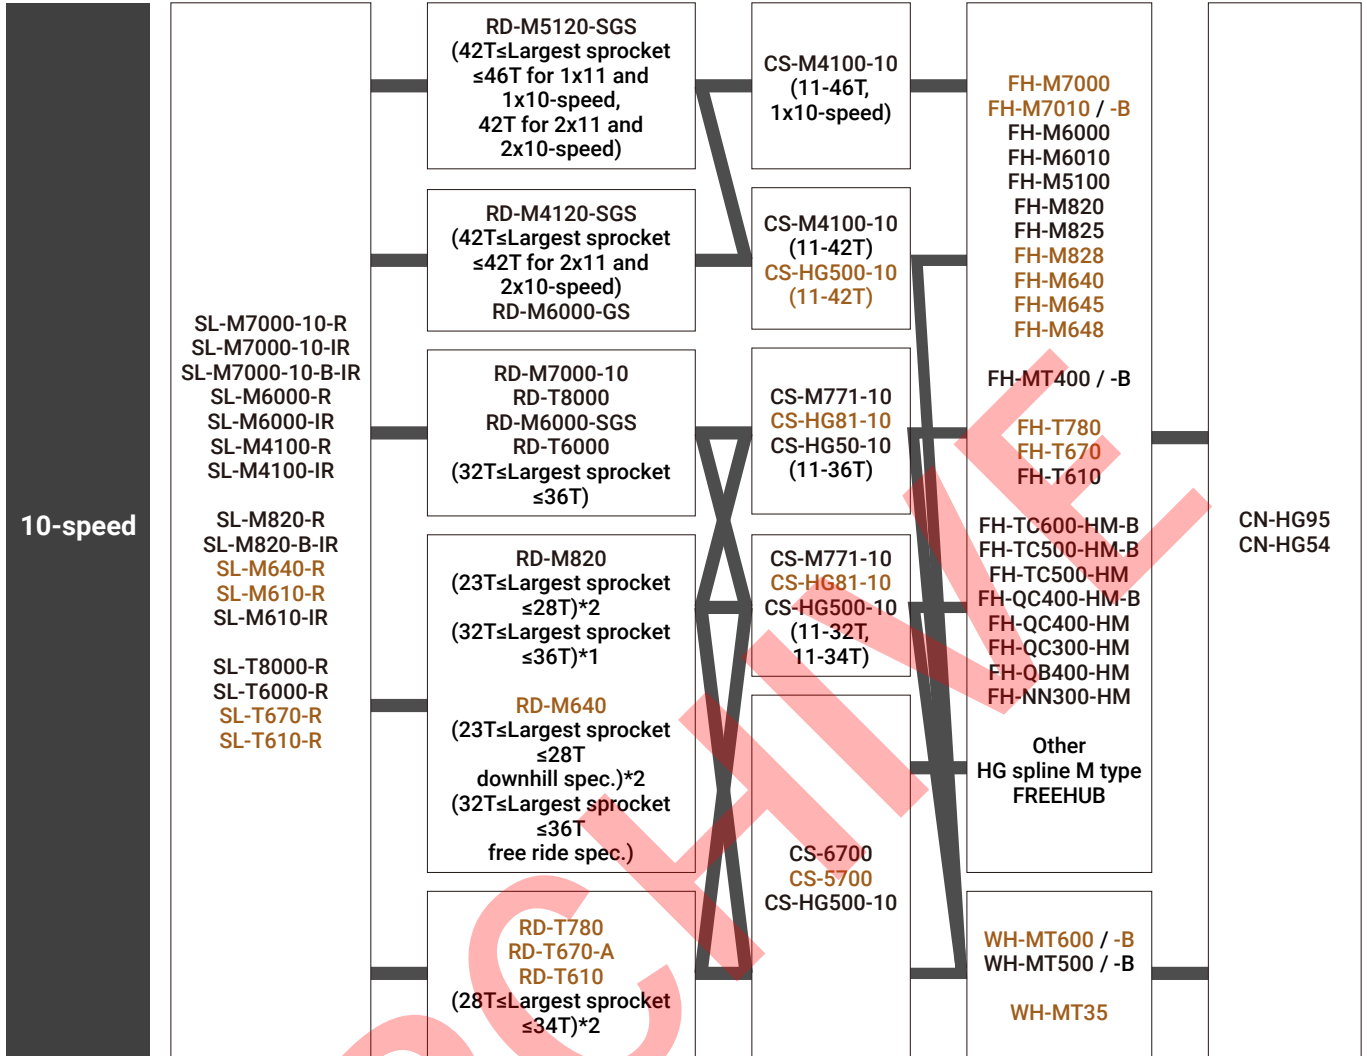 10-speed
SL-M7000-10-R
SL-M7000-10-IR
SL-M7000-10-B-IR
SL-M6000-R
SL-M6000-IR
SL-M4100-R
SL-M4100-IR
SL-M820-R
SL-M820-B-IR
SL-M640-R
SL-M610-R
SL-M610-IR
SL-T8000-R
SL-T6000-R
SL-T670-R
SL-T610-R
RD-M5120-SGS
(42T≤Largest sprocket
≤46T for 1x11 and
1x10-speed,
42T for 2x11 and
2x10-speed)
RD-M4120-SGS
(42T≤Largest sprocket
≤42T for 2x11 and
2x10-speed)
RD-M6000-GS
RD-M7000-10
RD-T8000
RD-M6000-SGS
RD-T6000
(32T≤Largest sprocket
≤36T)
RD-M820
(23T≤Largest sprocket
≤28T)*2
(32T≤Largest sprocket
≤36T)*1
RD-M640
(23T≤Largest sprocket
≤28T
downhill spec.)*2
(32T≤Largest sprocket
≤36T
free ride spec.)
RD-T780
RD-T670-A
RD-T610
(28T≤Largest sprocket
≤34T)*2
CS-M4100-10
(11-46T,
1x10-speed)
CS-M4100-10
(11-42T)
CS-HG500-10
(11-42T)
CS-M771-10
CS-HG81-10
CS-HG50-10
(11-36T)
CS-M771-10
CS-HG81-10
CS-HG500-10
(11-32T,
11-34T)
CS-6700
CS-5700
CS-HG500-10
FH-M7000
FH-M7010 / -B
FH-M6000
FH-M6010
FH-M5100
FH-M820
FH-M825
FH-M828
FH-M640
FH-M645
FH-M648
FH-MT400 / -B
FH-T780
FH-T670
FH-T610
FH-TC600-HM-B
FH-TC500-HM-B
FH-TC500-HM
FH-QC400-HM-B
FH-QC400-HM
FH-QC300-HM
FH-QB400-HM
FH-NN300-HM
Other
HG spline M type
FREEHUB
WH-MT600 / -B
WH-MT500 / -B
WH-MT35
CN-HG95
CN-HG54
RCHIVE